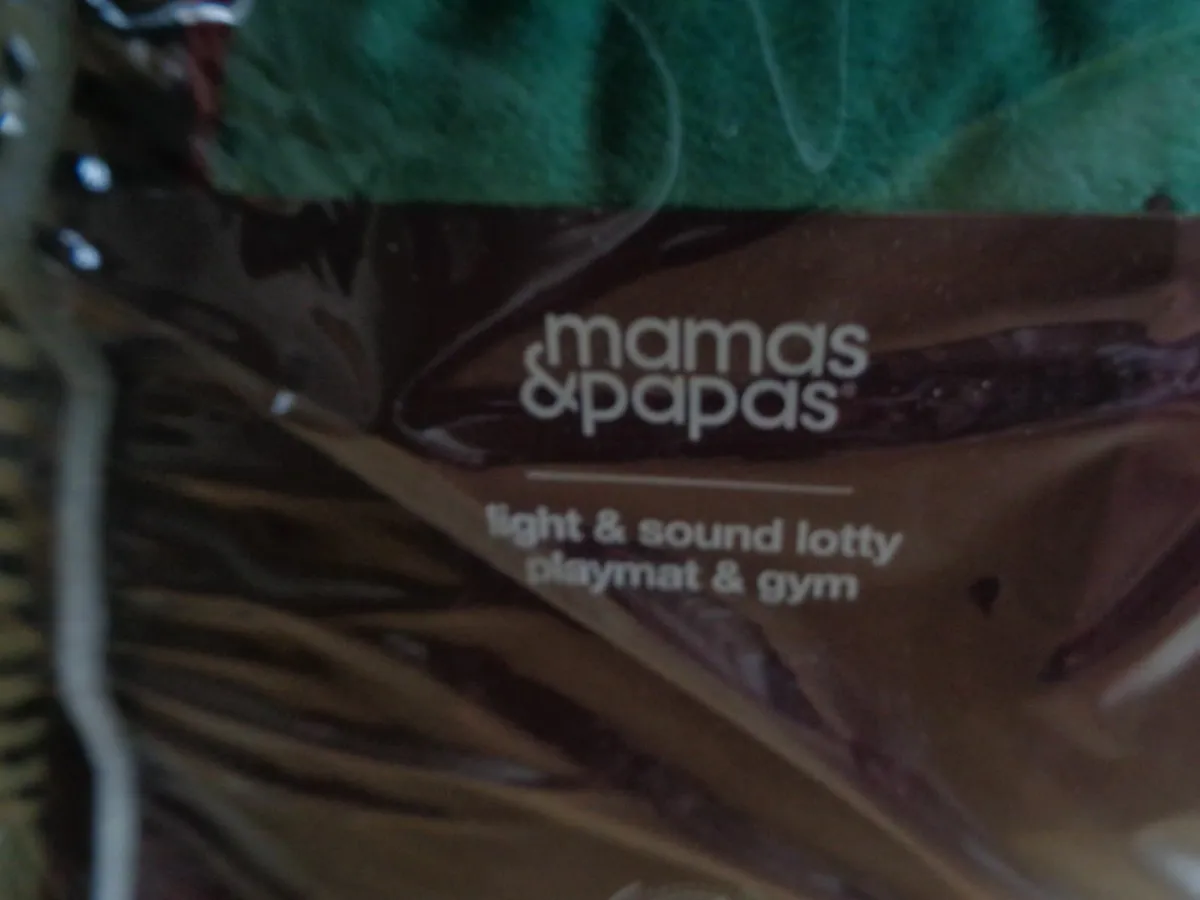 mamas
&papas®
light & sound lotty
playmat & gym